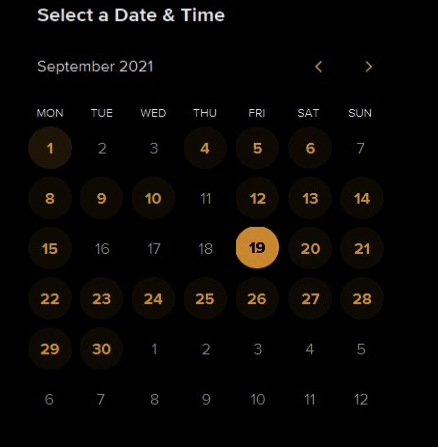 Select a Date & Time
September 2021
MON TUE WED THU FRI SAT SUN
1 2 3 4 5 6 7
8 9 10 11 12 13 14
15 16 17 18 19 20 21
22 23 24 25 26 27 28
29 30 1 2 3 4 5
6 7 8 9 10 11 12